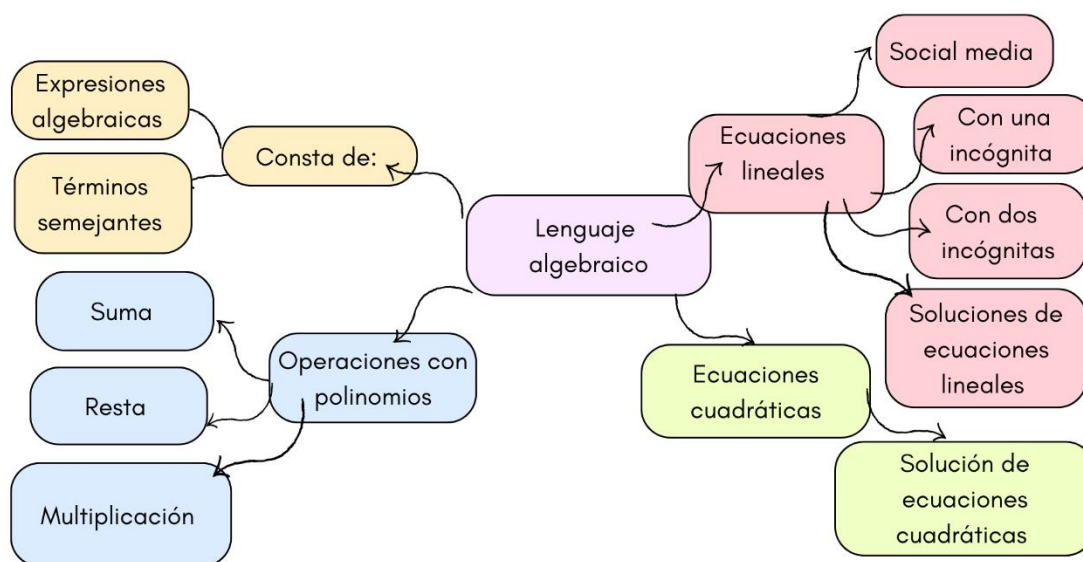 Expresiones
algebraicas
Términos
semejantes
Consta de:
Lenguaje
algebraico
Suma
Resta
Multiplicación
Operaciones con
polinomios
Ecuaciones
lineales
Social media
Con una
incógnita
Con dos
incógnitas
Soluciones de
ecuaciones
lineales
Ecuaciones
cuadráticas
Solución de
ecuaciones
cuadráticas